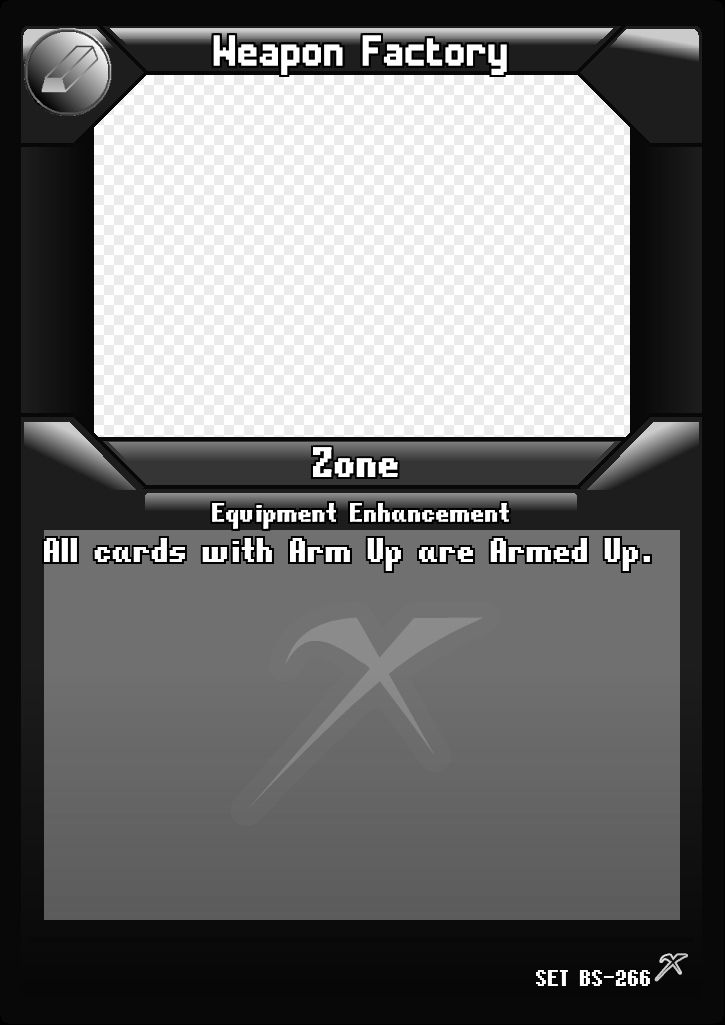 Weapon Factory
Zone
Equipment Enhancement
All cards with Arm Up are Armed Up.
SET BS-266